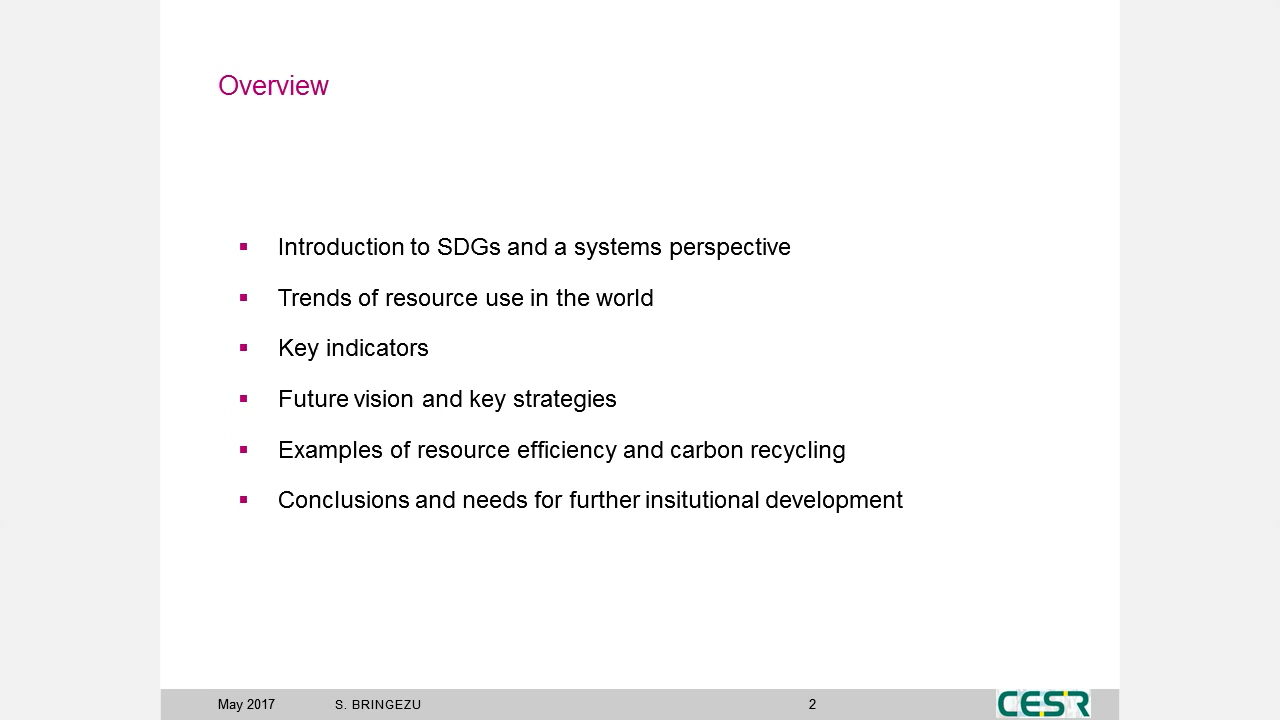 Overview
▪ Introduction to SDGs and a systems perspective
▪ Trends of resource use in the world
▪ Key indicators
▪ Future vision and key strategies
▪ Examples of resource efficiency and carbon recycling
▪ Conclusions and needs for further insitutional development
May 2017 S. BRINGEZU 2 CESR